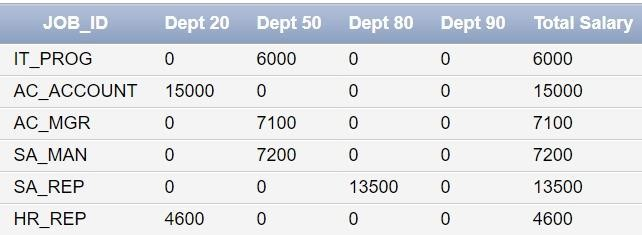 JOB_ID Dept 20 Dept 50 Dept 80 Dept 90 Total Salary
IT_PROG 0 6000 0 0 6000
AC_ACCOUNT 15000 0 0 0 15000
AC_MGR 0 7100 0 0 7100
SA_MAN 0 7200 0 0 7200
SA_REP 0 0 13500 0 13500
HR_REP 4600 0 0 0 4600